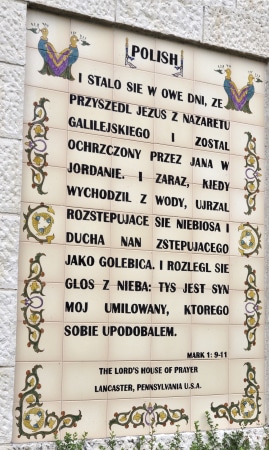 POLISH
I STALO SIE W OWE DNI, ZE
PRZYSZEDL JEZUS Z NAZARETU
GALILEJSKIEGO I ZOSTAL
OCHRZCZONY PRZEZ JANA W
JORDANIE. I ZARAZ, KIEDY
WYCHODZIL Z WODY, UJRZAL
ROZSTEPUJACE SIE NIEBIOSA I
DUCHA NAN ZSTEPUJACEGO
JAKO GOLEBICA. I ROZLEGL SIE
GLOS Z NIEBA: TYS JEST SYN
MOJ UMILOWANY, KTOREGO
SOBIE UPODOBALEM.
MARK 1: 9-11
THE LORD'S HOUSE OF PRAYER
LANCASTER, PENNSYLVANIA U.S.A.